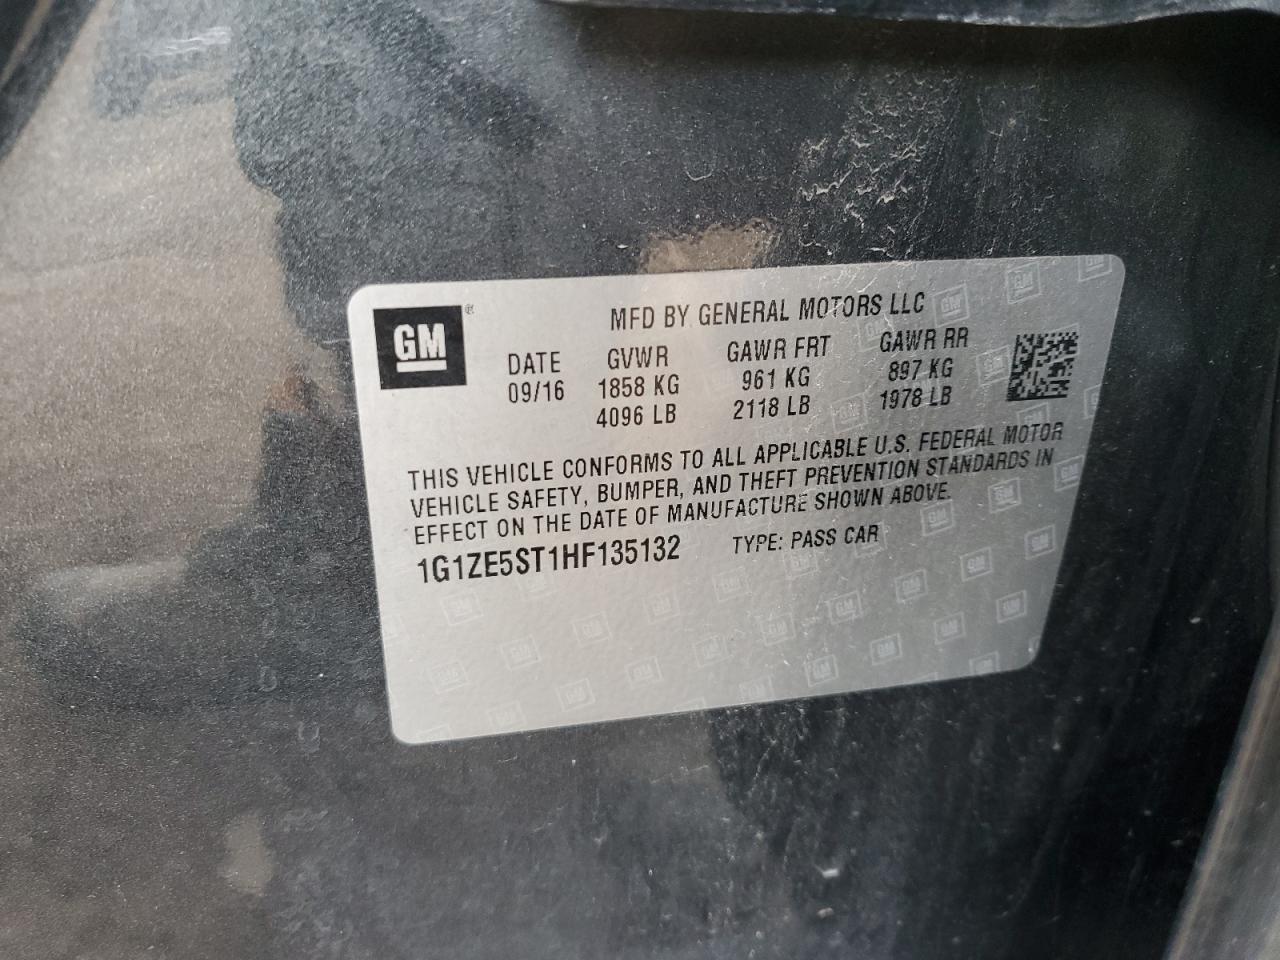 GM ®
MFD BY GENERAL MOTORS LLC
DATE GVWR GAWR FRT GAWR RR
09/16 1858 KG 961 KG 897 KG
4096 LB 2118 LB 1978 LB
THIS VEHICLE CONFORMS TO ALL APPLICABLE U.S. FEDERAL MOTOR
VEHICLE SAFETY, BUMPER, AND THEFT PREVENTION STANDARDS IN
EFFECT ON THE DATE OF MANUFACTURE SHOWN ABOVE.
1G1ZE5ST1HF135132 TYPE: PASS CAR